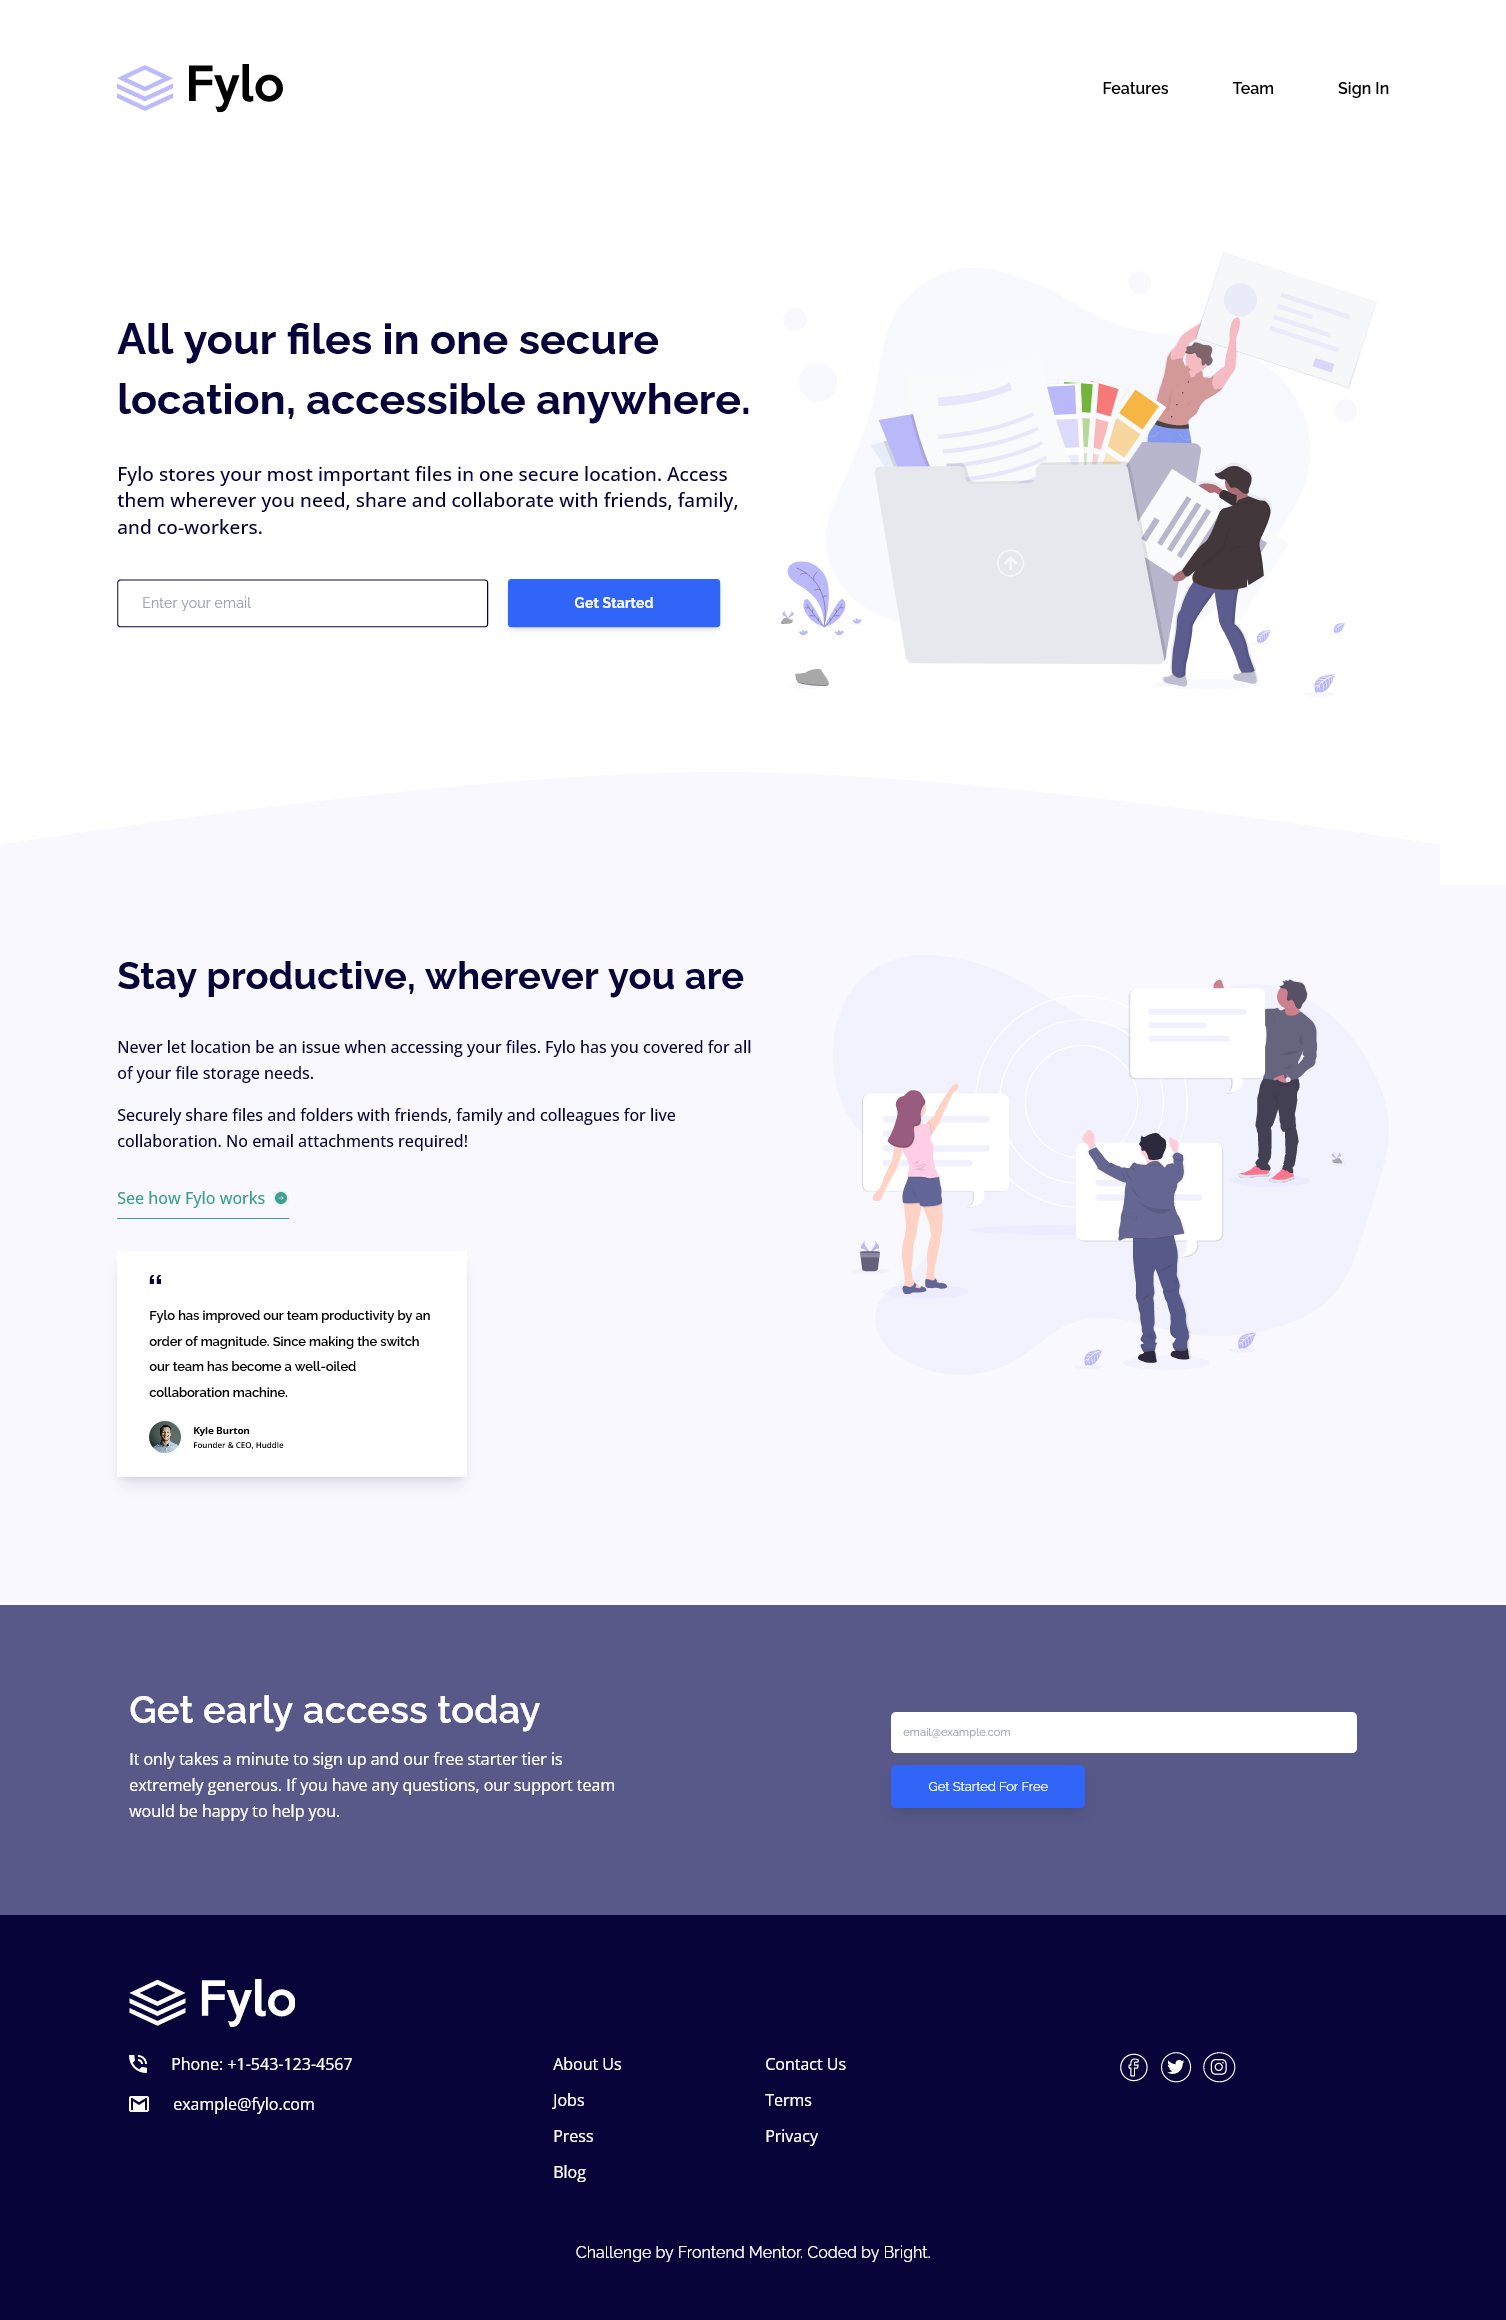 Fylo
Features
Team
Sign In
All your files in one secure
location, accessible anywhere.
Fylo stores your most important files in one secure location. Access
them wherever you need, share and collaborate with friends, family,
and co-workers.
Enter your email
Get Started
Stay productive, wherever you are
Never let location be an issue when accessing your files. Fylo has you covered for all
of your file storage needs.
Securely share files and folders with friends, family and colleagues for live
collaboration. No email attachments required!
See how Fylo works
“
Fylo has improved our team productivity by an
order of magnitude. Since making the switch
our team has become a well-oiled
collaboration machine.
Kyle Burton
Founder & CEO, Huddle
Get early access today
It only takes a minute to sign up and our free starter tier is
extremely generous. If you have any questions, our support team
would be happy to help you.
email@example.com
Get Started For Free
Fylo
Phone: +1-543-123-4567
example@fylo.com
About Us
Jobs
Press
Blog
Contact Us
Terms
Privacy
Challenge by Frontend Mentor. Coded by Bright.